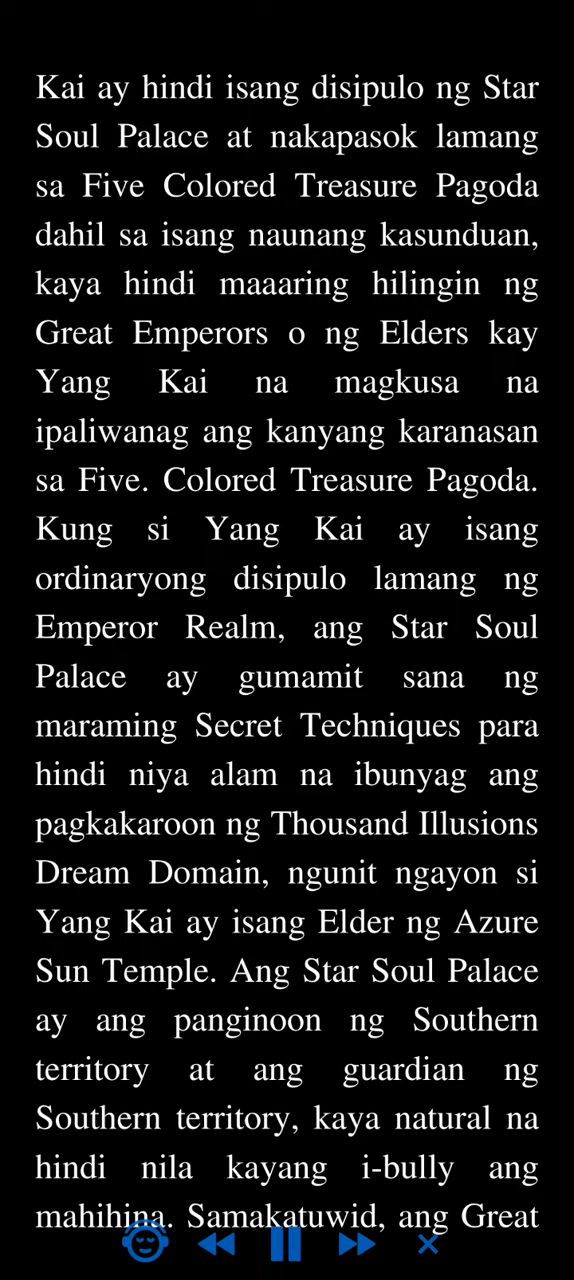 Kai ay hindi isang disipulo ng Star
Soul Palace at nakapasok lamang
sa Five Colored Treasure Pagoda
dahil sa isang naunang kasunduan,
kaya hindi maaaring hilingin ng
Great Emperors o ng Elders kay
Yang Kai na magkusa na
ipaliwanag ang kanyang karanasan
sa Five. Colored Treasure Pagoda.
Kung si Yang Kai ay isang
ordinaryong disipulo lamang ng
Emperor Realm, ang Star Soul
Palace ay gumamit sana ng
maraming Secret Techniques para
hindi niya alam na ibunyag ang
pagkakaroon ng Thousand Illusions
Dream Domain, ngunit ngayon si
Yang Kai ay isang Elder ng Azure
Sun Temple. Ang Star Soul Palace
ay ang panginoon ng Southern
territory at ang guardian ng
Southern territory, kaya natural na
hindi nila kayang i-bully ang
mahihina. Samakatuwid, ang Great